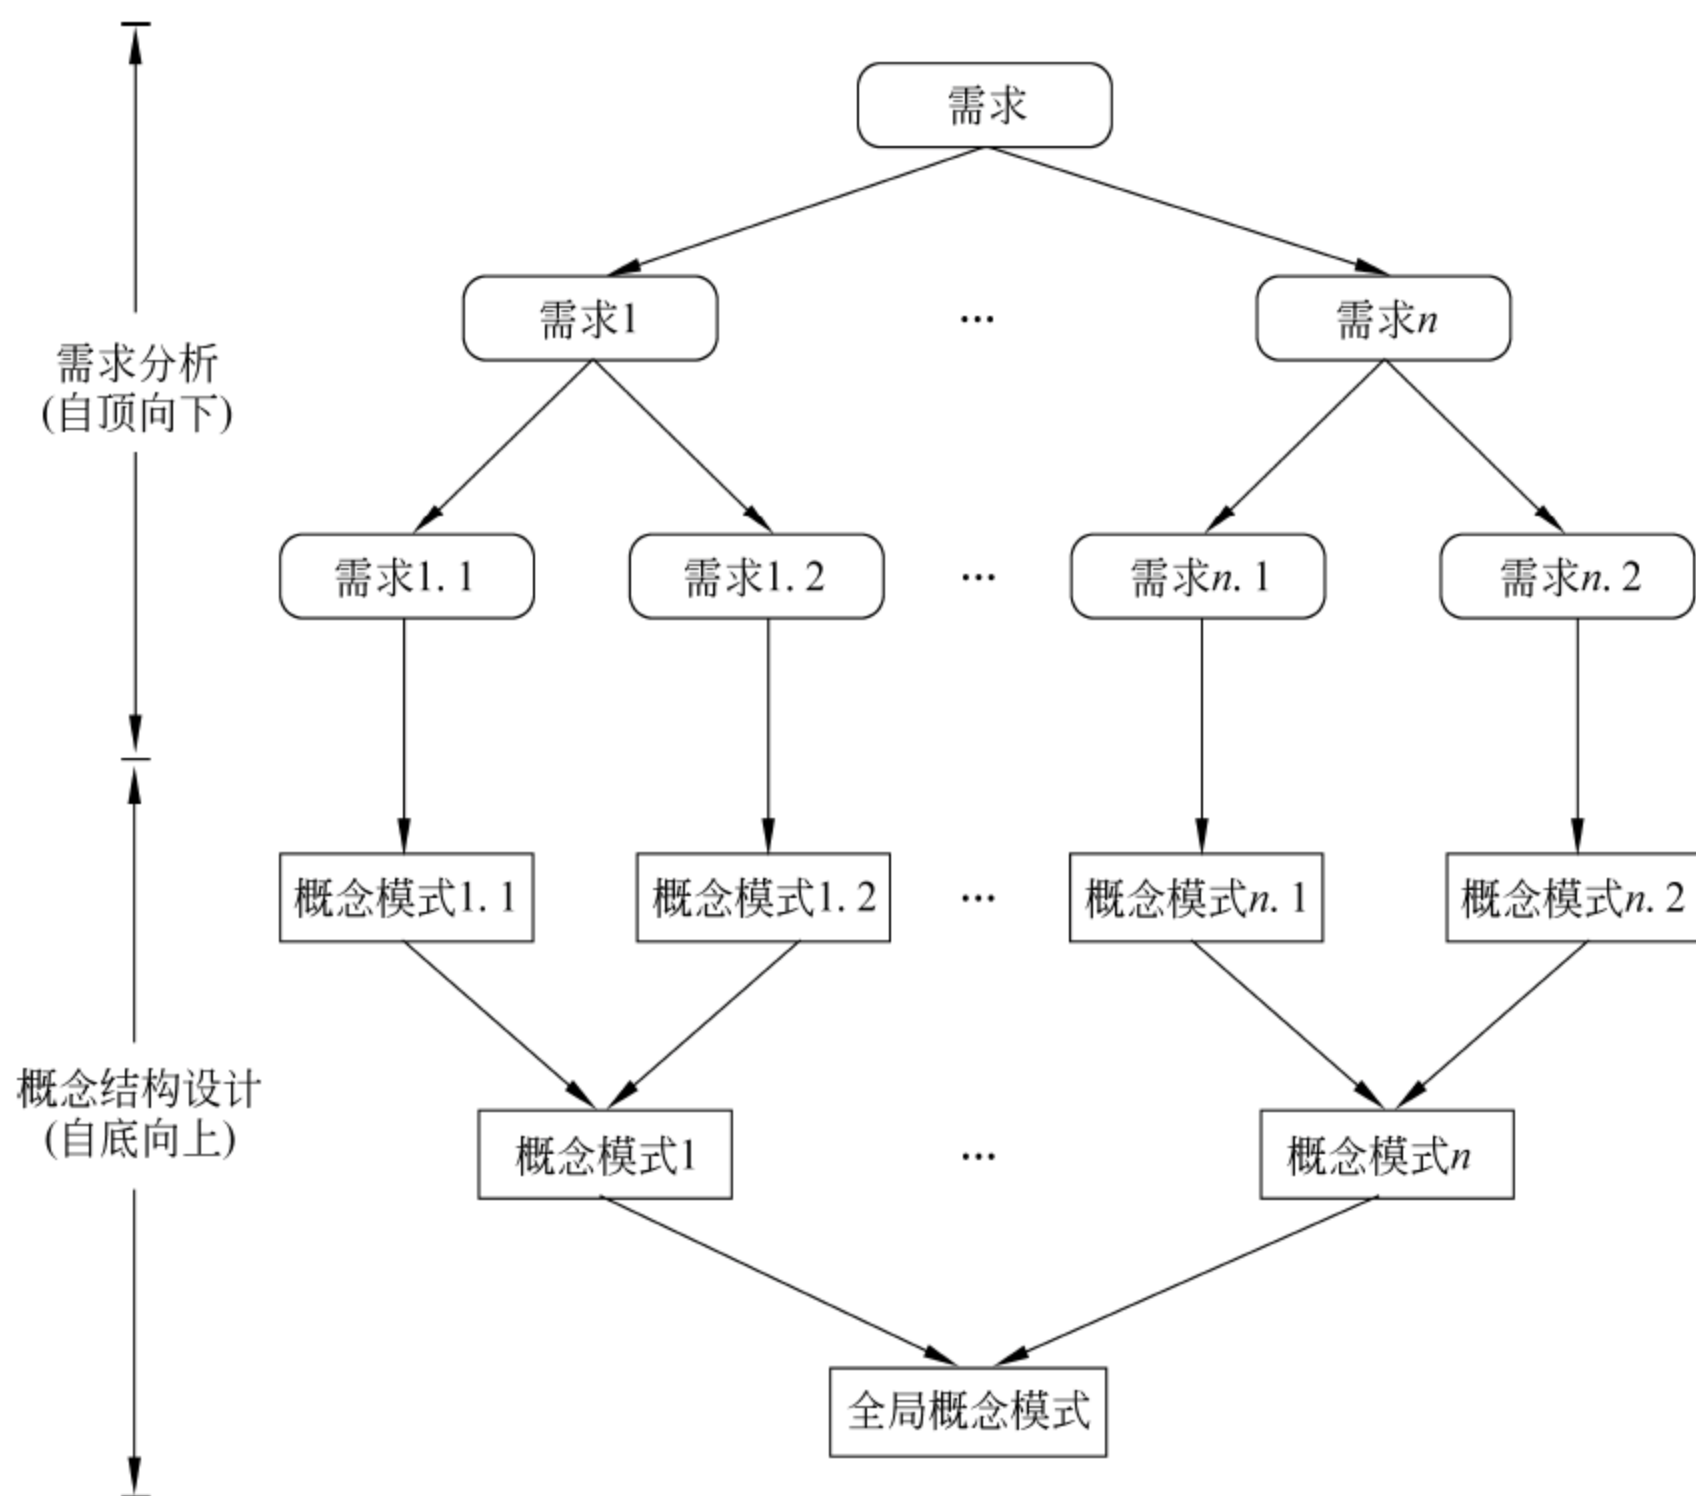 需求
需求1 ... 需求n
需求分析
(自顶向下)
需求1. 1 需求1. 2 ... 需求n. 1 需求n. 2
概念模式1. 1 概念模式1. 2 ... 概念模式n. 1 概念模式n. 2
概念结构设计
(自底向上)
概念模式1 ... 概念模式n
全局概念模式